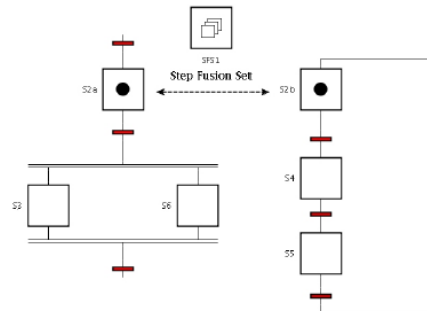 SFS1
Step Fusion Set
S2a
S2b
S3
S6
S4
S5